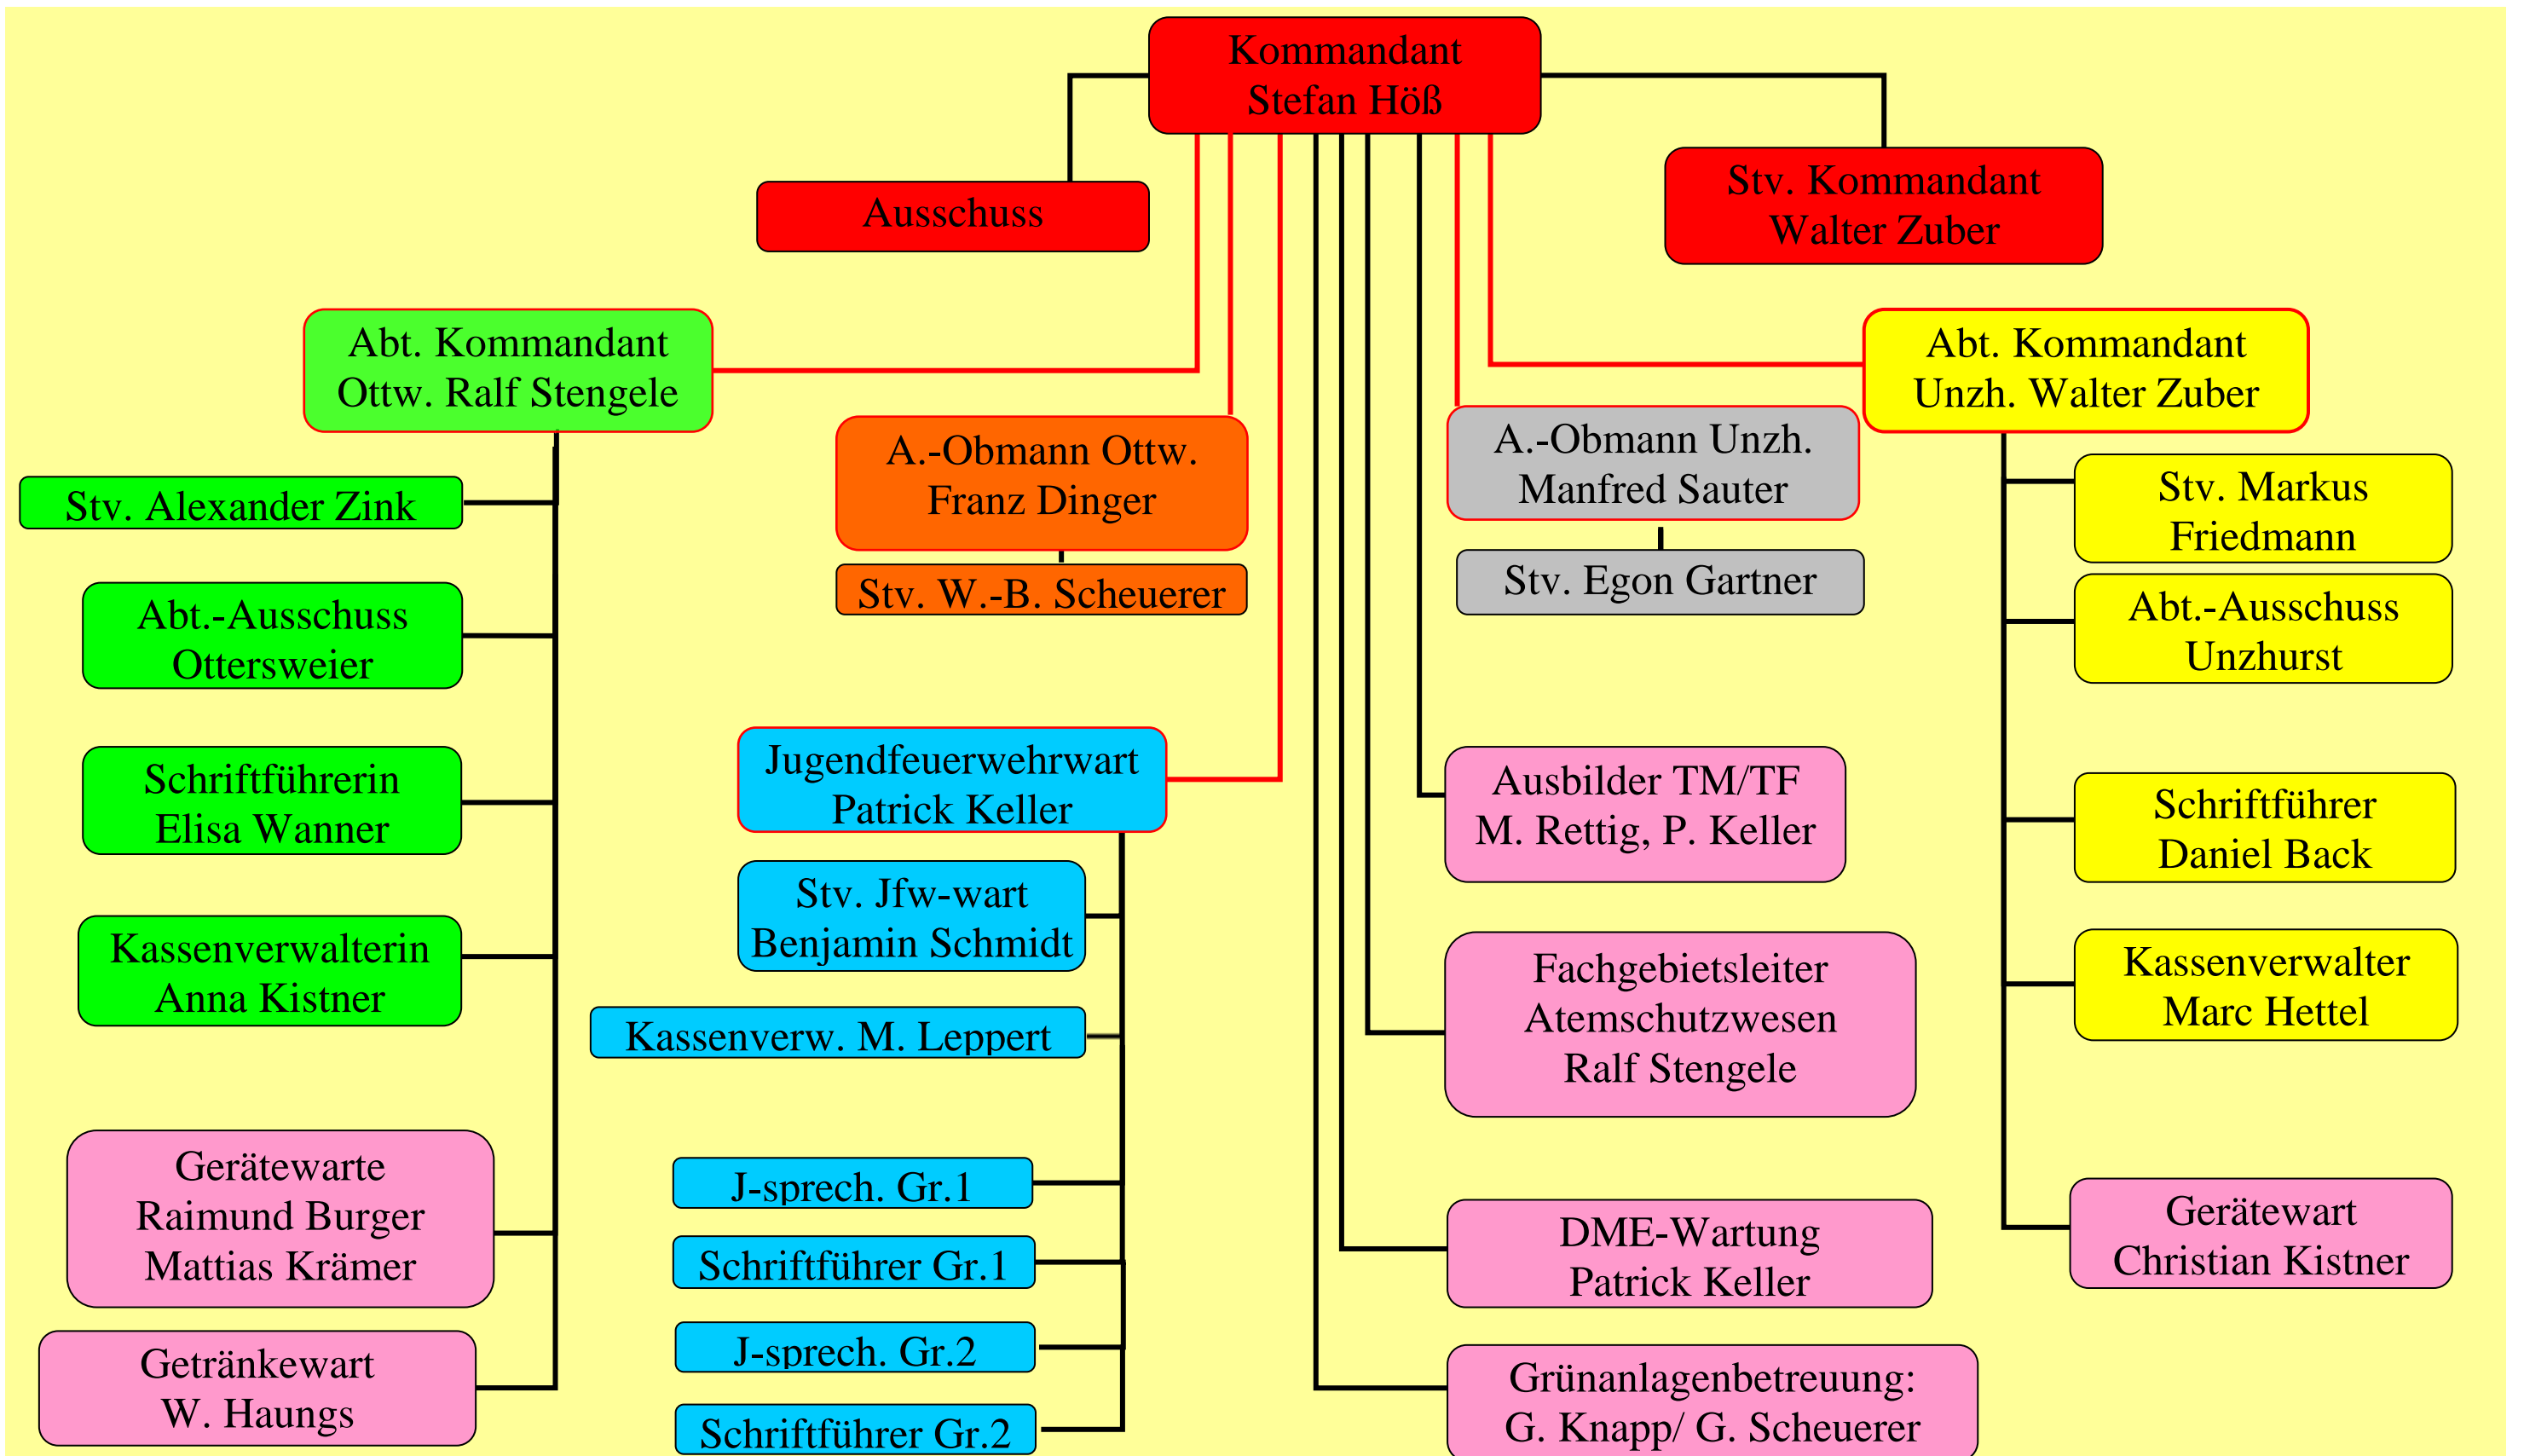 Kommandant
Stefan Höß
Ausschuss
Stv. Kommandant
Walter Zuber
Abt. Kommandant
Ottw. Ralf Stengele
Stv. Alexander Zink
Abt.-Ausschuss
Ottersweier
Schriftführerin
Elisa Wanner
Kassenverwalterin
Anna Kistner
Gerätewarte
Raimund Burger
Mattias Krämer
Getränkewart
W. Haungs
A.-Obmann Ottw.
Franz Dinger
Stv. W.-B. Scheuerer
Jugendfeuerwehrwart
Patrick Keller
Stv. Jfw-wart
Benjamin Schmidt
Kassenverw. M. Leppert
J-sprech. Gr.1
Schriftführer Gr.1
J-sprech. Gr.2
Schriftführer Gr.2
A.-Obmann Unzh.
Manfred Sauter
Stv. Egon Gartner
Ausbilder TM/TF
M. Rettig, P. Keller
Fachgebietsleiter
Atemschutzwesen
Ralf Stengele
DME-Wartung
Patrick Keller
Grünanlagenbetreuung:
G. Knapp/ G. Scheuerer
Abt. Kommandant
Unzh. Walter Zuber
Stv. Markus
Friedmann
Abt.-Ausschuss
Unzhurst
Schriftführer
Daniel Back
Kassenverwalter
Marc Hettel
Gerätewart
Christian Kistner